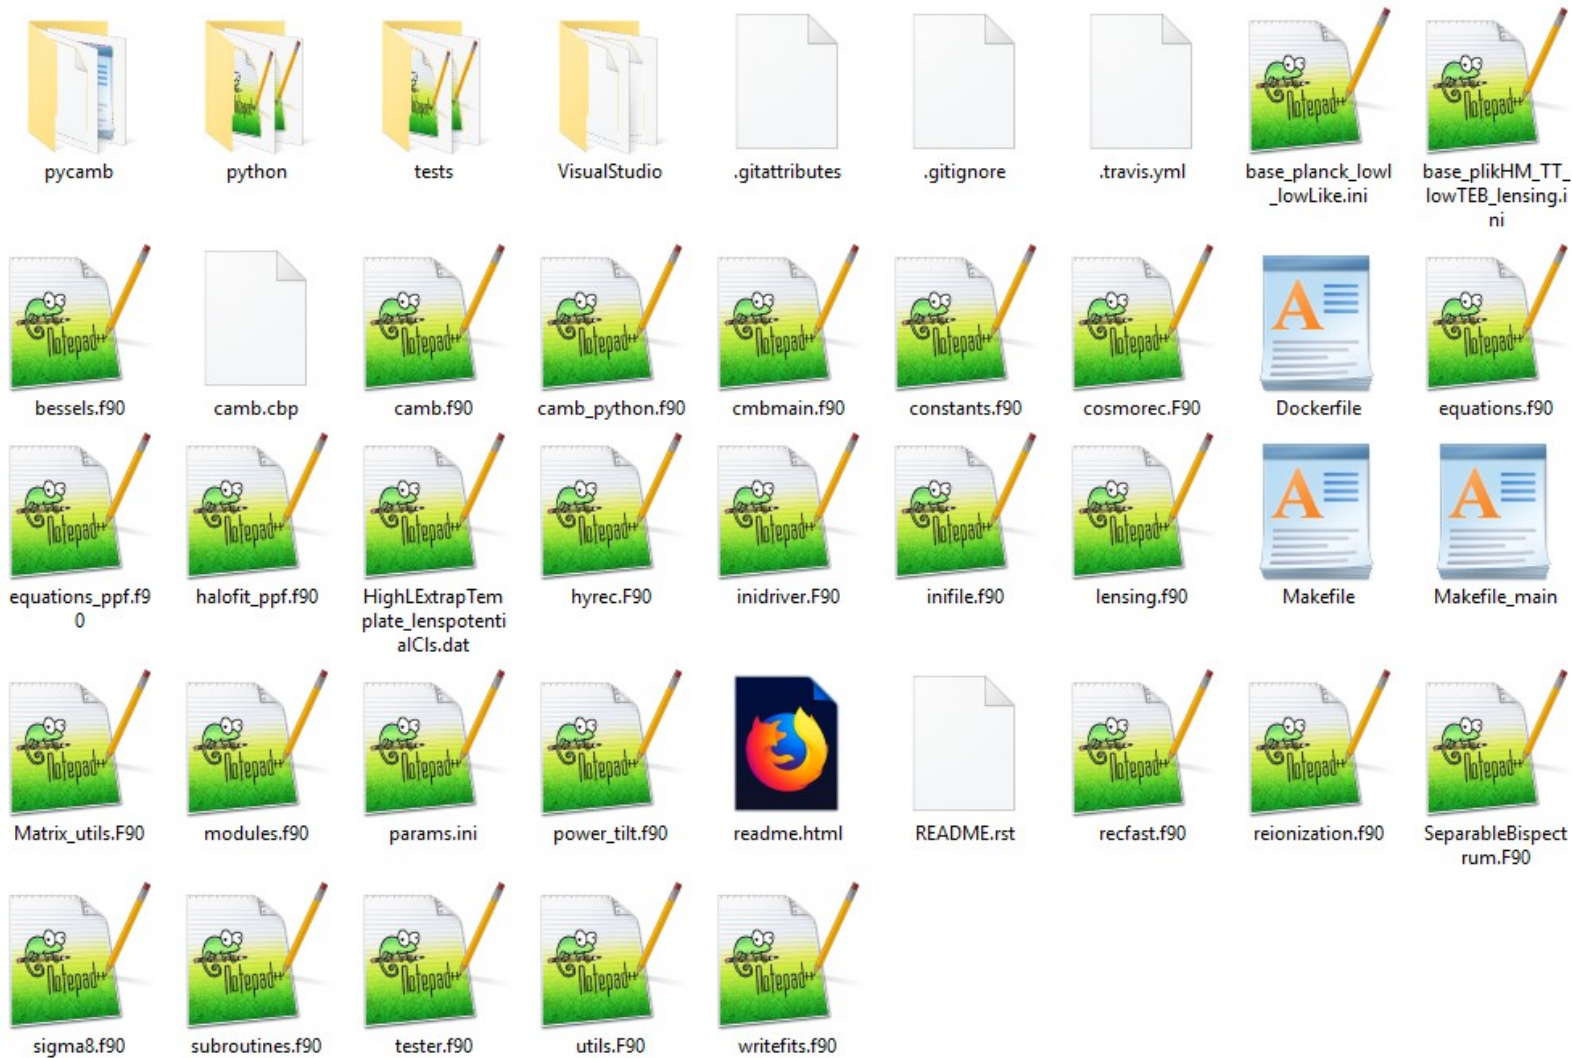 pycamb
python
tests
VisualStudio
.gitattributes
.gitignore
.travis.yml
base_planck_lowl
_lowLike.ini
base_plikHM_TT_
lowTEB_lensing.i
ni
bessels.f90
camb.cbp
camb.f90
camb_python.f90
cmbmain.f90
constants.f90
cosmorec.F90
Dockerfile
equations.f90
equations_ppf.f9
0
halofit_ppf.f90
HighLExtrapTem
plate_lenspotenti
alCls.dat
hyrec.F90
inidriver.F90
inifile.f90
lensing.f90
Makefile
Makefile_main
Matrix_utils.F90
modules.f90
params.ini
power_tilt.f90
readme.html
README.rst
recfast.f90
reionization.f90
SeparableBispect
rum.F90
sigma8.f90
subroutines.f90
tester.f90
utils.F90
writefits.f90